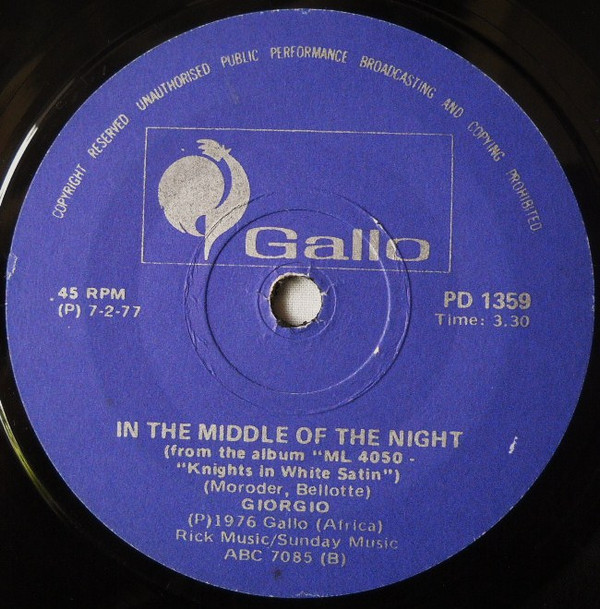 COPYRIGHT RESERVED UNAUTHORISED PUBLIC PERFORMANCE BROADCASTING AND COPYING PROHIBITED
Gallo
45 RPM
(P) 7-2-77
PD 1359
Time: 3.30
IN THE MIDDLE OF THE NIGHT
(from the album "ML 4050 -
"Knights in White Satin")
(Moroder, Bellotte)
GIORGIO
(P)1976 Gallo (Africa)
Rick Music/Sunday Music
ABC 7085 (B)